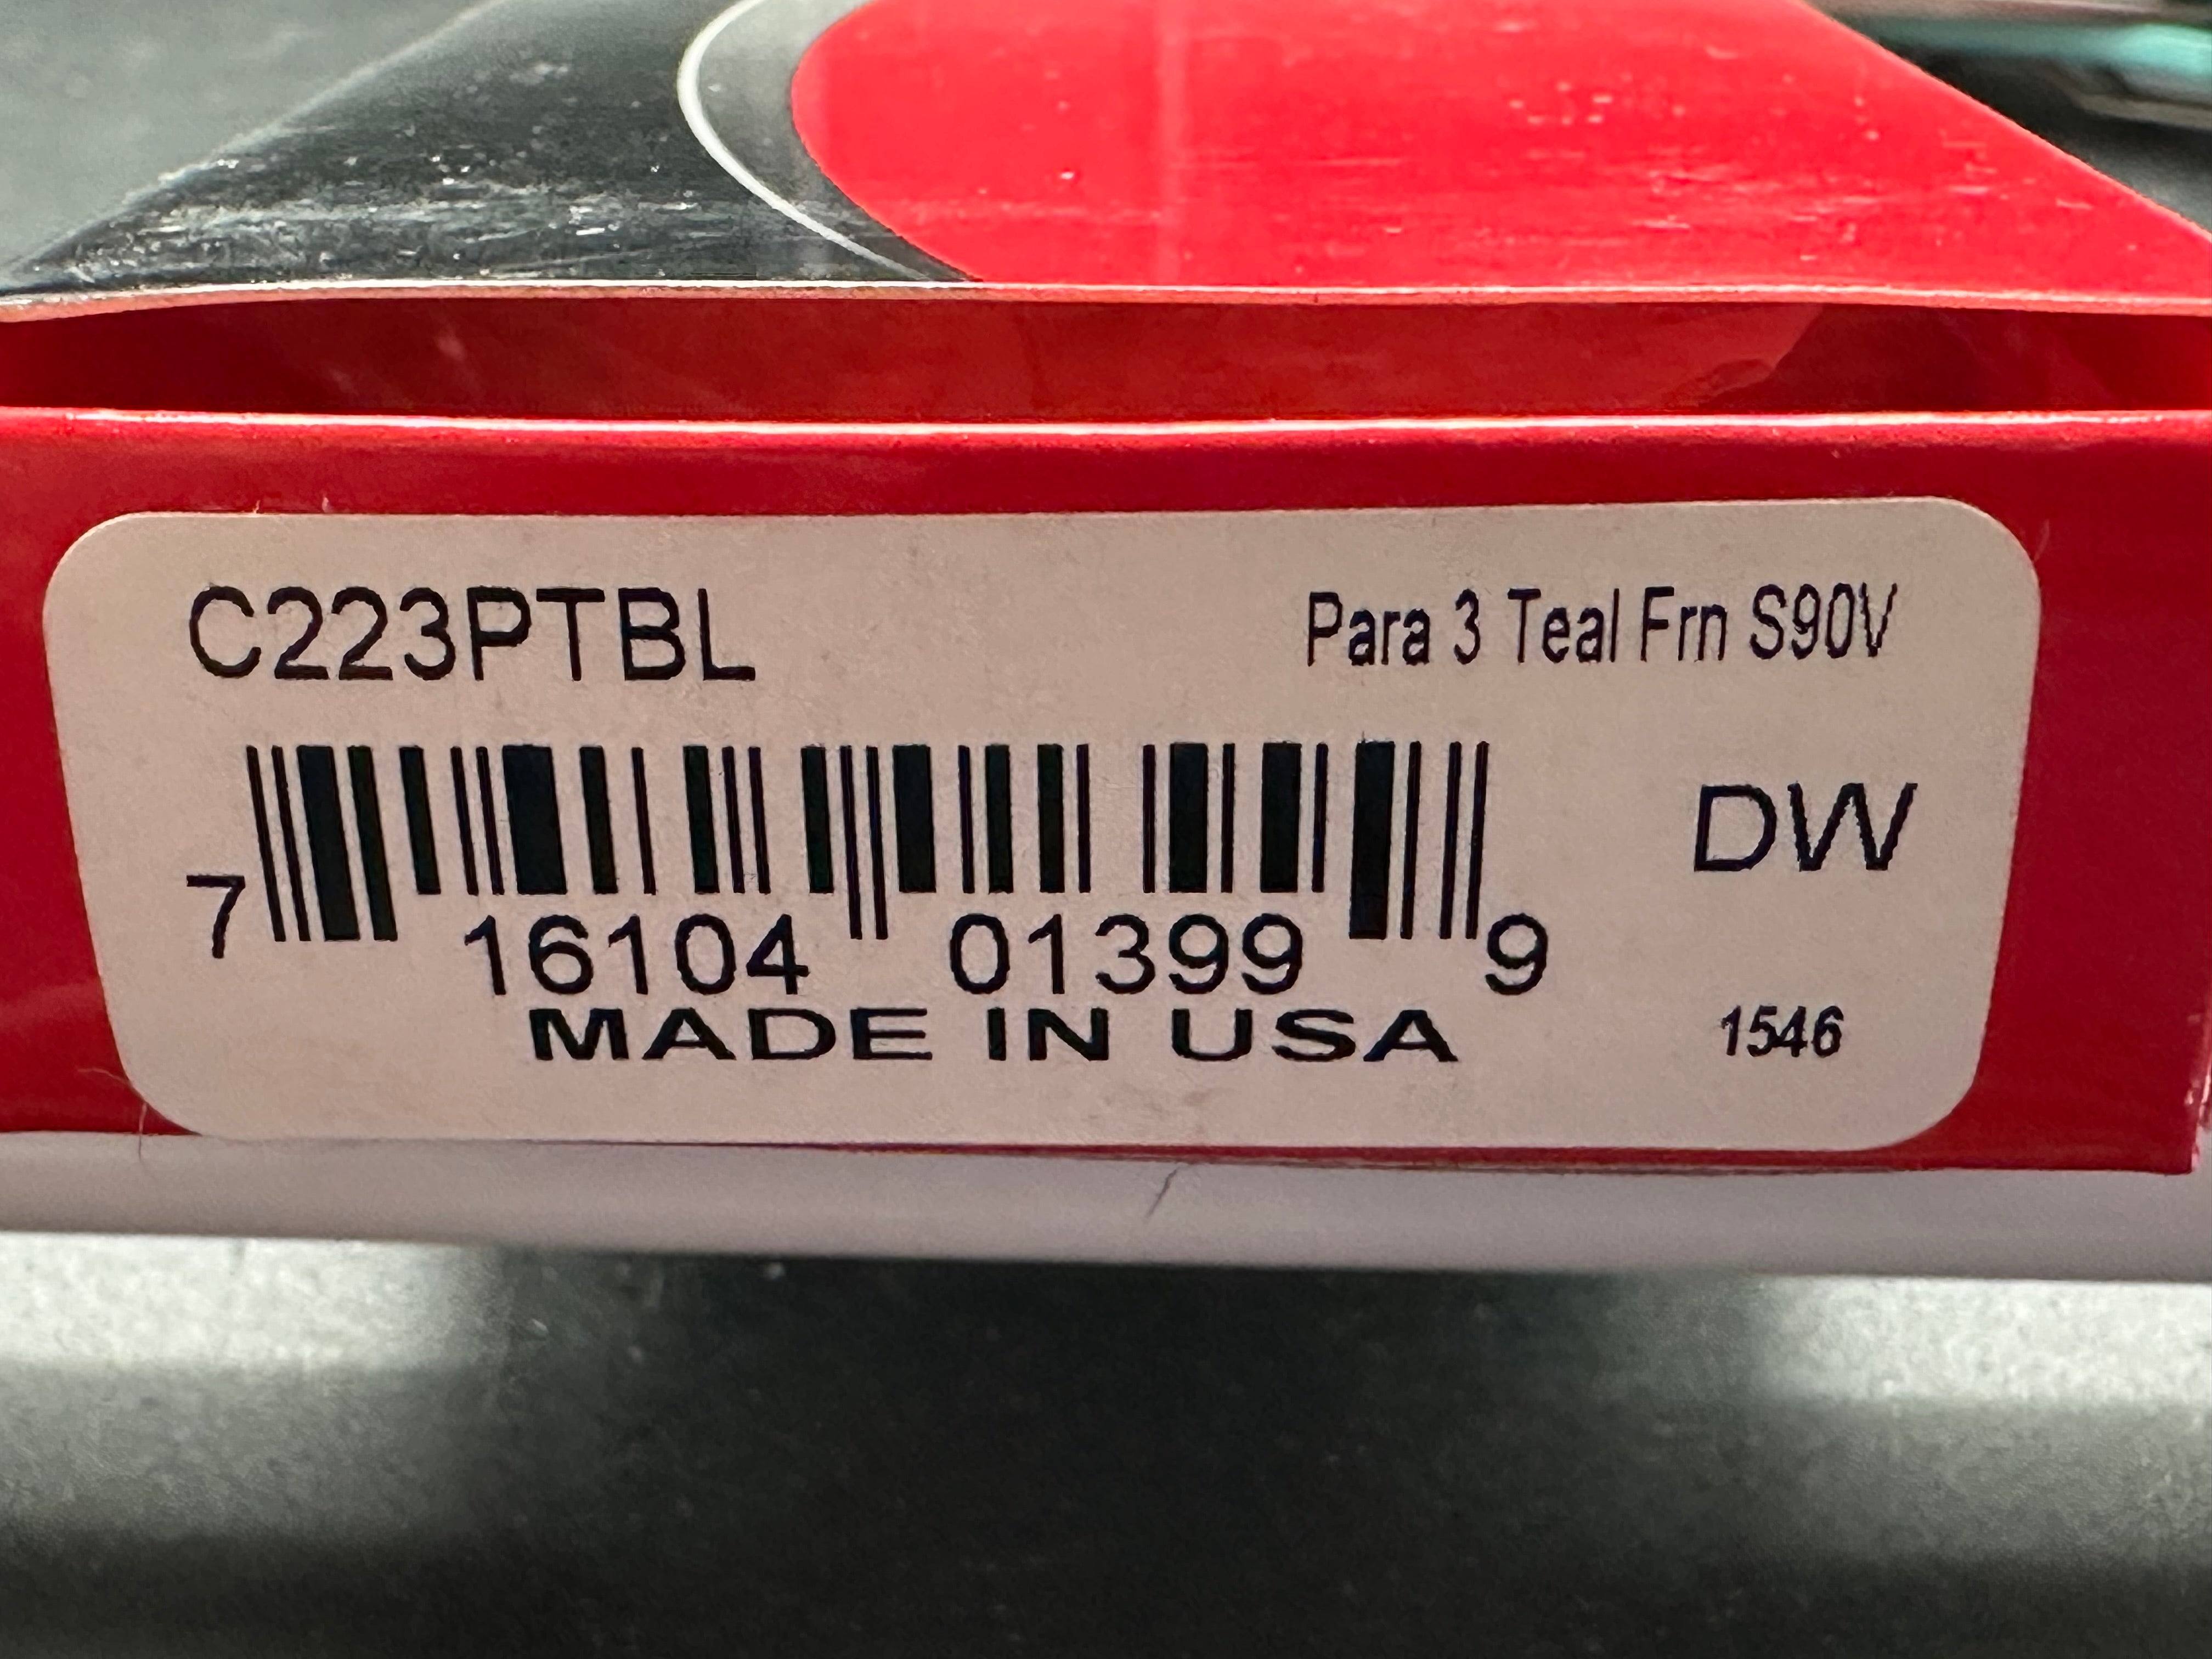 C223PTBL Para 3 Teal Frn S90V
DW
7 16104 01399 9
MADE IN USA 1546